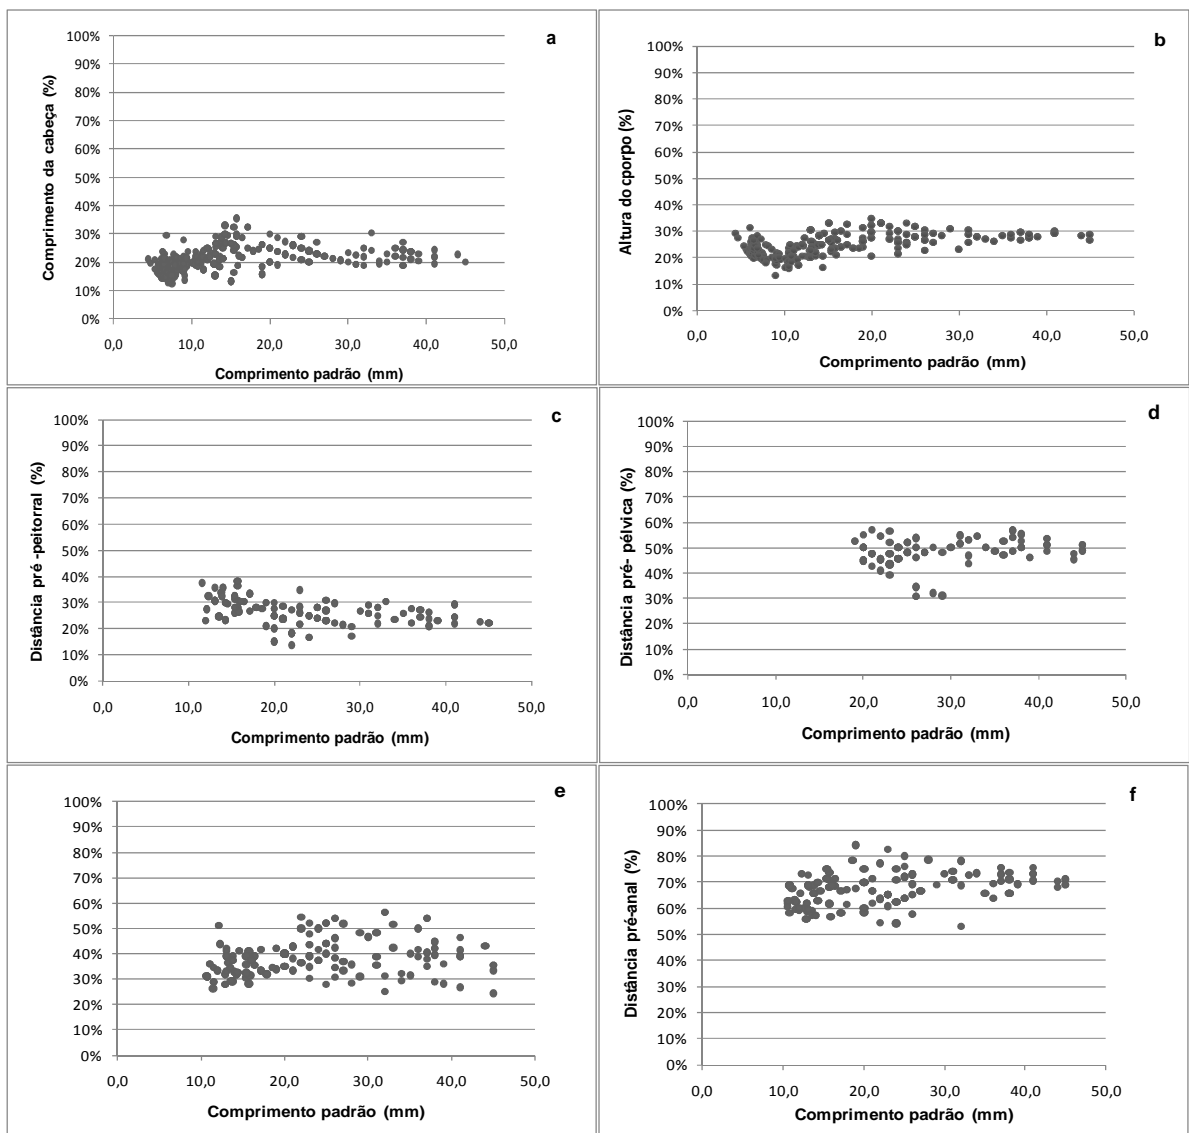 a
100%
90%
80%
70%
60%
50%
40%
30%
20%
10%
0%
Comprimento da cabeça (%)
0,0 10,0 20,0 30,0 40,0 50,0
Comprimento padrão (mm)
b
100%
90%
80%
70%
60%
50%
40%
30%
20%
10%
0%
Altura do cporpo (%)
0,0 10,0 20,0 30,0 40,0 50,0
Comprimento padrão (mm)
c
100%
90%
80%
70%
60%
50%
40%
30%
20%
10%
0%
Distância pré -peitorral (%)
0,0 10,0 20,0 30,0 40,0 50,0
Comprimento padrão (mm)
d
100%
90%
80%
70%
60%
50%
40%
30%
20%
10%
0%
Distância pré- pélvica (%)
0,0 10,0 20,0 30,0 40,0 50,0
Comprimento padrão (mm)
e
100%
90%
80%
70%
60%
50%
40%
30%
20%
10%
0%
0,0 10,0 20,0 30,0 40,0 50,0
Comprimento padrão (mm)
f
100%
90%
80%
70%
60%
50%
40%
30%
20%
10%
0%
Distância pré-anal (%)
0,0 10,0 20,0 30,0 40,0 50,0
Comprimento padrão (mm)